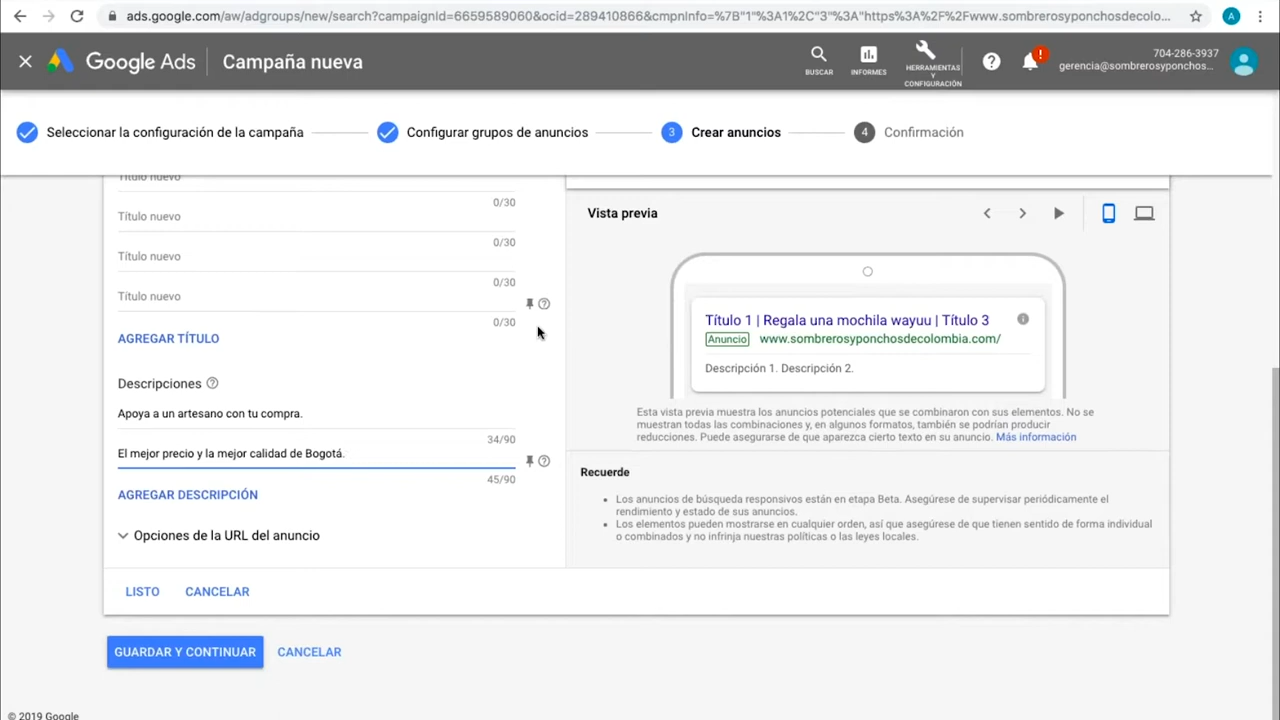 ads.google.com/aw/adgroups/new/search?campaignId=6659589060&ocid=289410866&cmpnInfo=%7B"1"%3A1%2C"3"%3A"https%3A%2F%2Fwww.sombrerosyponchosdecolo...
A
Google Ads
Campaña nueva
BUSCAR
INFORMES
HERRAMIENTAS
Y
CONFIGURACIÓN
!
704-286-3937
gerencia@sombrerosyponchos...
Seleccionar la configuración de la campaña
Configurar grupos de anuncios
3 Crear anuncios
4 Confirmación
Título nuevo
0/30
Título nuevo
0/30
Título nuevo
0/30
Título nuevo
0/30
AGREGAR TÍTULO
Descripciones
Apoya a un artesano con tu compra.
34/90
El mejor precio y la mejor calidad de Bogotá.
45/90
AGREGAR DESCRIPCIÓN
Opciones de la URL del anuncio
LISTO CANCELAR
GUARDAR Y CONTINUAR CANCELAR
Vista previa
Título 1 | Regala una mochila wayuu | Título 3
Anuncio www.sombrerosyponchosdecolombia.com/
Descripción 1. Descripción 2.
Esta vista previa muestra los anuncios potenciales que se combinaron con sus elementos. No se
muestran todas las combinaciones y, en algunos formatos, también se podrían producir
reducciones. Puede asegurarse de que aparezca cierto texto en su anuncio. Más información
Recuerde
Los anuncios de búsqueda responsivos están en etapa Beta. Asegúrese de supervisar periódicamente el
rendimiento y estado de sus anuncios.
Los elementos pueden mostrarse en cualquier orden, así que asegúrese de que tienen sentido de forma individual
o combinados y no infrinja nuestras políticas o las leyes locales.
© 2019 Google